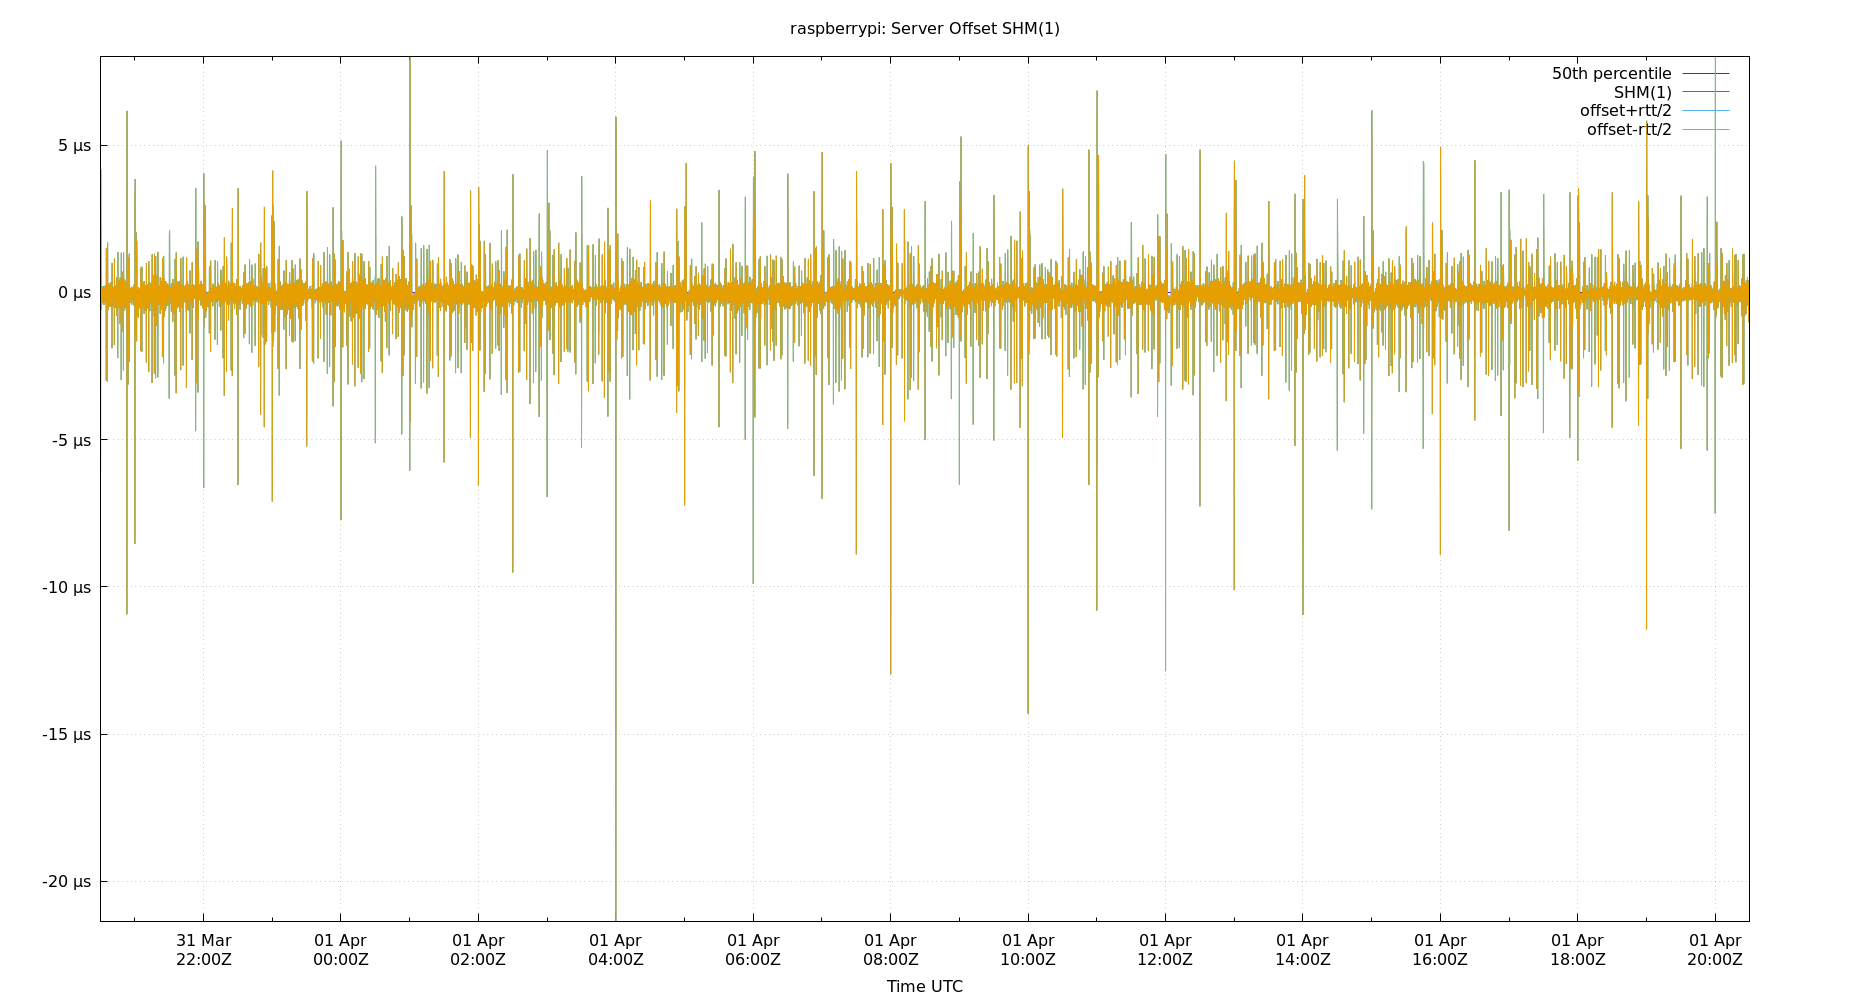 raspberrypi: Server Offset SHM(1)
50th percentile
SHM(1)
offset+rtt/2
offset-rtt/2
5 µs
0 µs
-5 µs
-10 µs
-15 µs
-20 µs
31 Mar 01 Apr 01 Apr 01 Apr 01 Apr 01 Apr 01 Apr 01 Apr 01 Apr 01 Apr 01 Apr 01 Apr
22:00Z 00:00Z 02:00Z 04:00Z 06:00Z 08:00Z 10:00Z 12:00Z 14:00Z 16:00Z 18:00Z 20:00Z
Time UTC